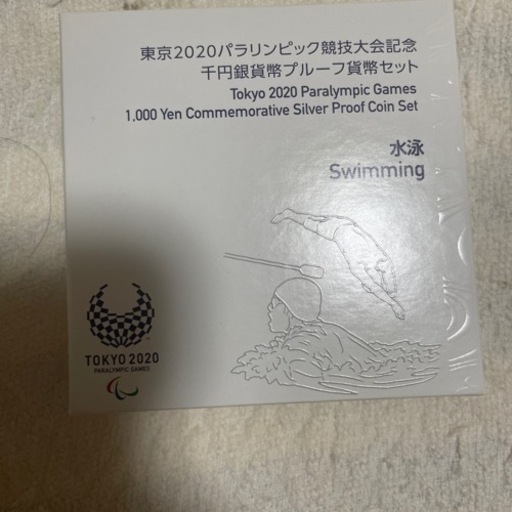 東京2020パラリンピック競技大会記念
千円銀貨幣プルーフ貨幣セット
Tokyo 2020 Paralympic Games
1,000 Yen Commemorative Silver Proof Coin Set
水泳
Swimming
TOKYO 2020
PARALYMPIC GAMES